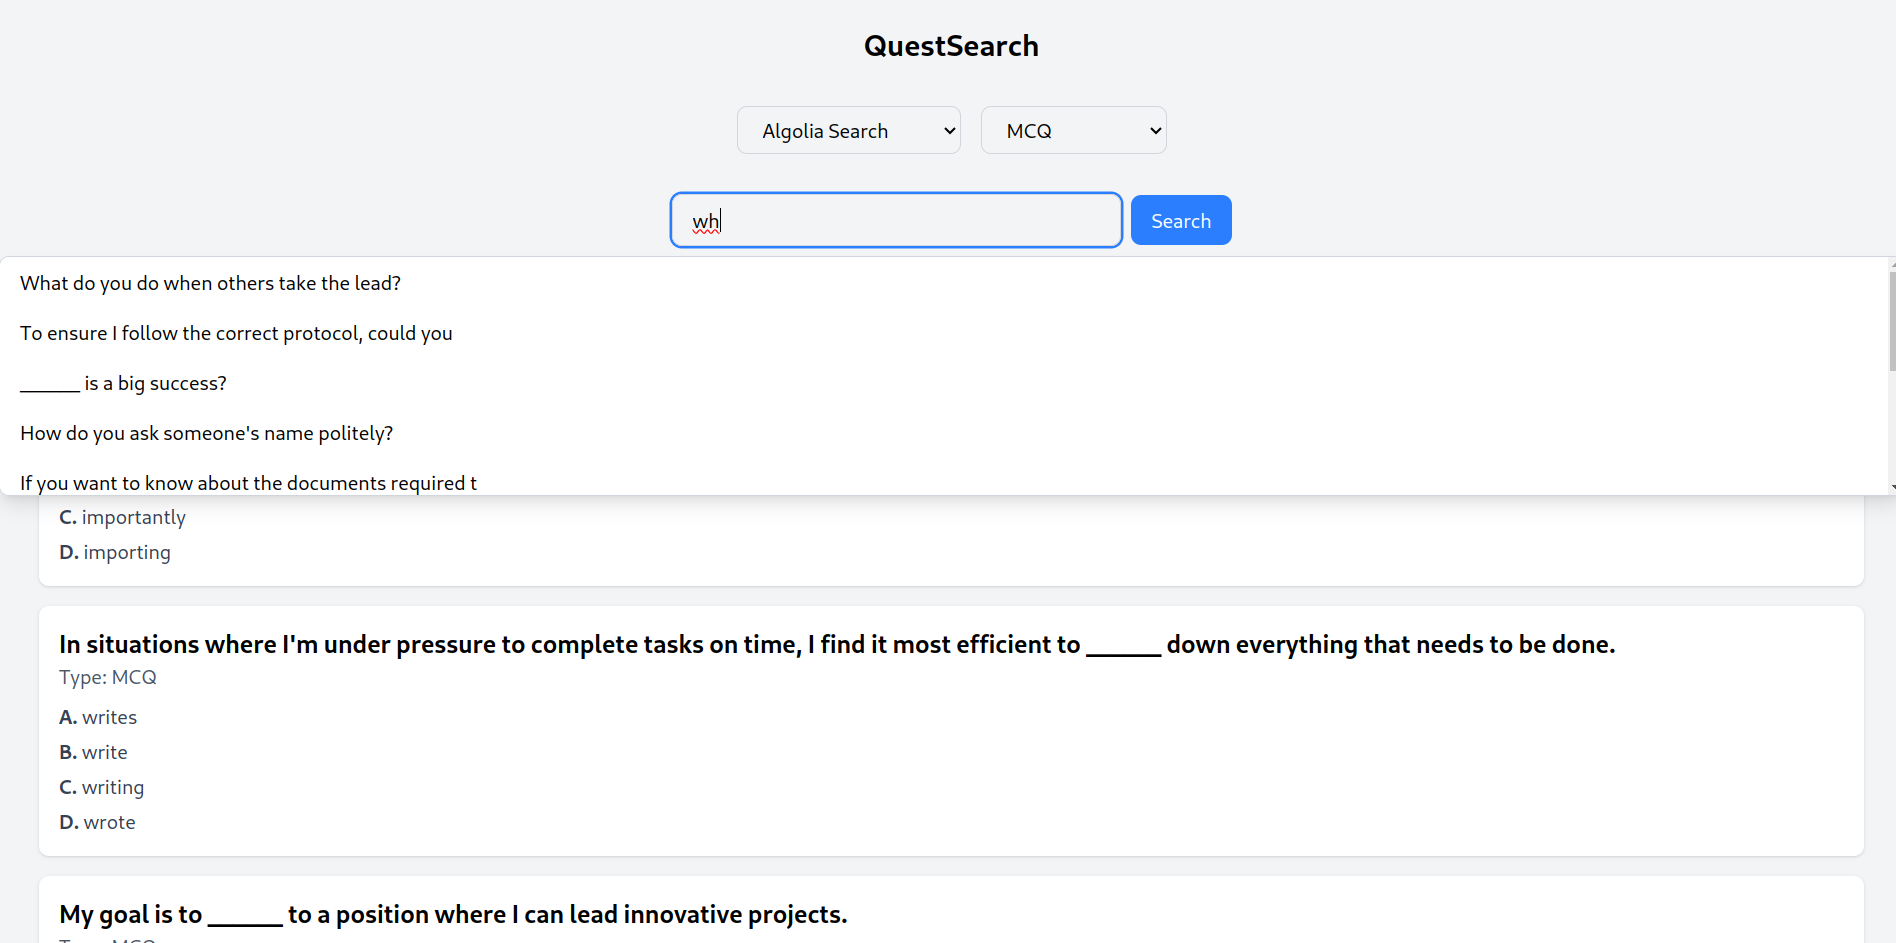 QuestSearch
Algolia Search
MCQ
wh
Search
What do you do when others take the lead?
To ensure I follow the correct protocol, could you
______ is a big success?
How do you ask someone's name politely?
If you want to know about the documents required t
C. importantly
D. importing
In situations where I'm under pressure to complete tasks on time, I find it most efficient to ______ down everything that needs to be done.
Type: MCQ
A. writes
B. write
C. writing
D. wrote
My goal is to ______ to a position where I can lead innovative projects.
Type: MCQ